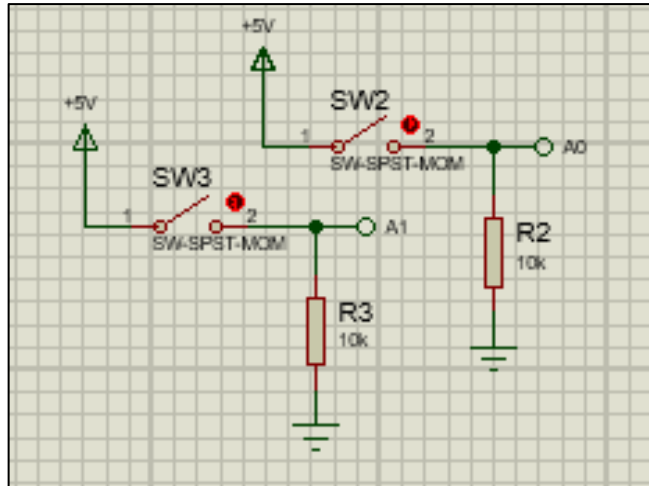 +5V
SW2
1
2
A0
SW-SPST-MOM
R2
10k
+5V
SW3
1
2
A1
SW-SPST-MOM
R3
10k